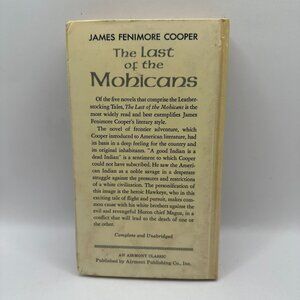 JAMES FENIMORE COOPER
The Last
of the
Mohicans
Of the five novels that comprise the Leather-
stocking Tales, The Last of the Mohicans is the
most widely read and best exemplifies James
Fenimore Cooper's literary style.
The novel of frontier adventure, which
Cooper introduced to American literature, had
its basis in a deep feeling for the country and
its original inhabitants. "A good Indian is a
dead Indian" is a sentiment to which Cooper
could not have subscribed. He saw the Ameri-
can Indian as a noble savage in a desperate
struggle against the pressures and restrictions
of a white civilization. The personification of
this image is the heroic Hawkeye, who in this
exciting tale of flight and pursuit, makes com-
mon cause with his white brothers against the
evil and revengeful Huron chief Magua, in a
conflict that will lead to the death of one or
the other.
Complete and Unabridged
AN AIRMONT CLASSIC
Published by Airmont Publishing Co., Inc.